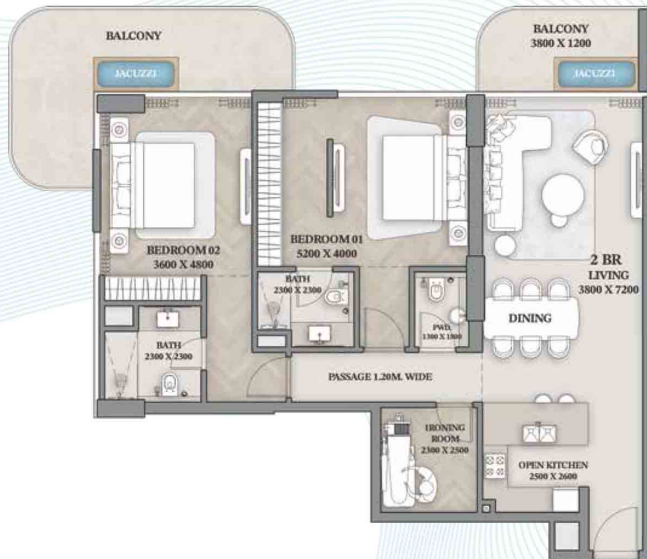 BALCONY
JACUZZI
BALCONY
3800 X 1200
JACUZZI
BEDROOM 02
3600 X 4800
BEDROOM 01
5200 X 4000
2 BR
LIVING
3800 X 7200
BATH
2300 X 2300
PWD.
1300 X 1800
DINING
BATH
2300 X 2300
PASSAGE 1.20M. WIDE
IRONING
ROOM
2300 X 2500
OPEN KITCHEN
2500 X 2600